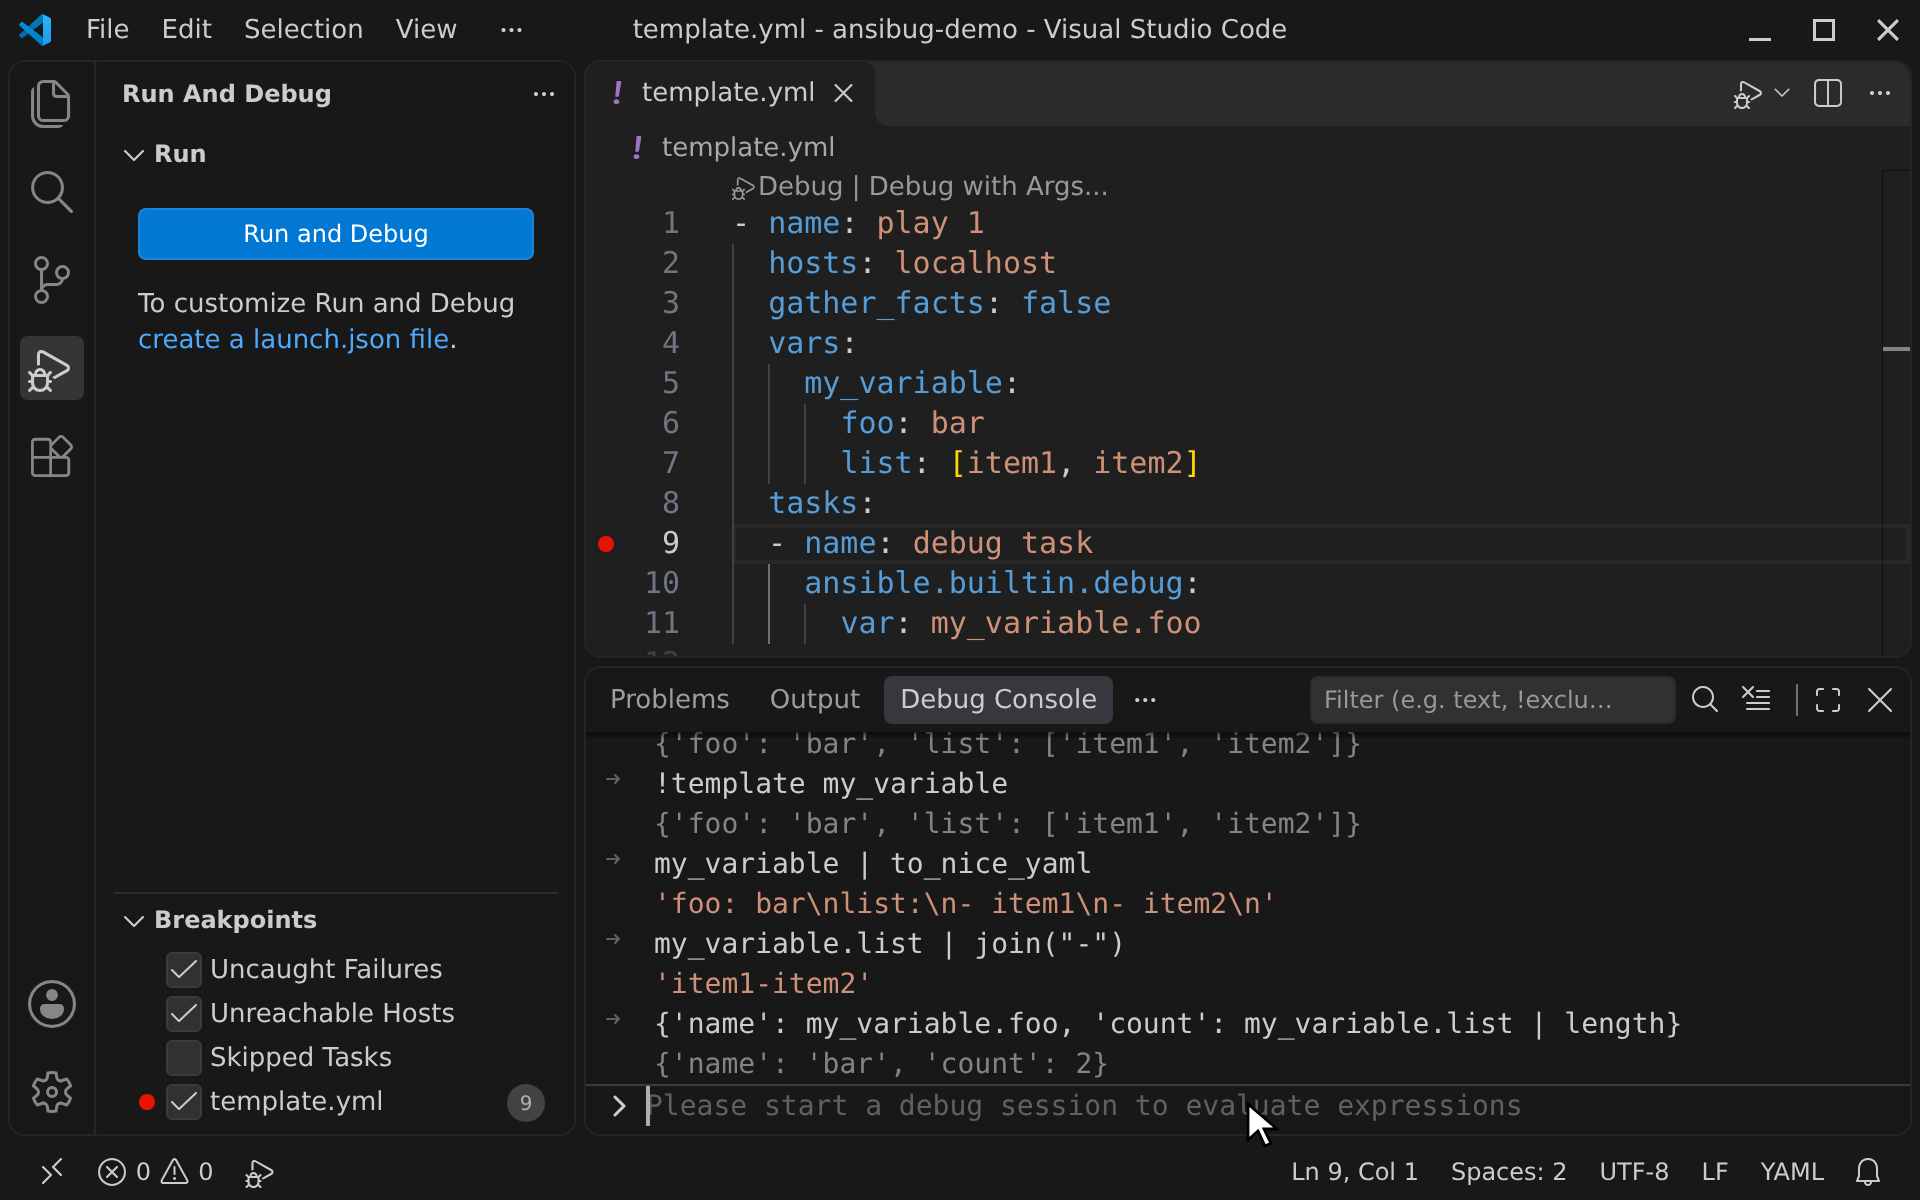 File Edit Selection View ··· template.yml - ansibug-demo - Visual Studio Code
Run And Debug ···
Run
Run and Debug
To customize Run and Debug
create a launch.json file.
Breakpoints
Uncaught Failures
Unreachable Hosts
Skipped Tasks
template.yml 9
! template.yml
! template.yml
Debug | Debug with Args...
1 - name: play 1
2 hosts: localhost
3 gather_facts: false
4 vars:
5 my_variable:
6 foo: bar
7 list: [item1, item2]
8 tasks:
9 - name: debug task
10 ansible.builtin.debug:
11 var: my_variable.foo
12
Problems Output Debug Console ··· Filter (e.g. text, !exclu...
{'foo': 'bar', 'list': ['item1', 'item2']}
→ !template my_variable
{'foo': 'bar', 'list': ['item1', 'item2']}
→ my_variable | to_nice_yaml
'foo: bar\nlist:\n- item1\n- item2\n'
→ my_variable.list | join("-")
'item1-item2'
→ {'name': my_variable.foo, 'count': my_variable.list | length}
{'name': 'bar', 'count': 2}
Please start a debug session to evaluate expressions
0 0 Ln 9, Col 1 Spaces: 2 UTF-8 LF YAML